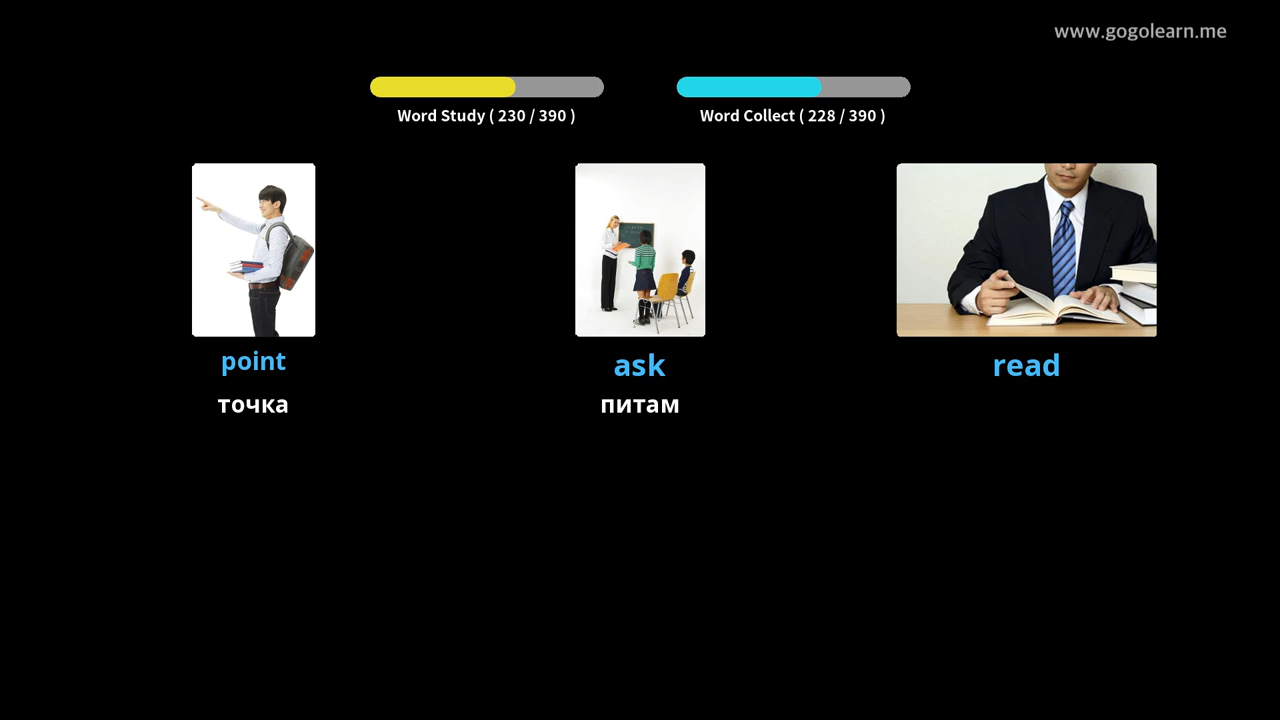 www.gogolearn.me
Word Study ( 230 / 390 )
Word Collect ( 228 / 390 )
point
ask
read
точка
питам